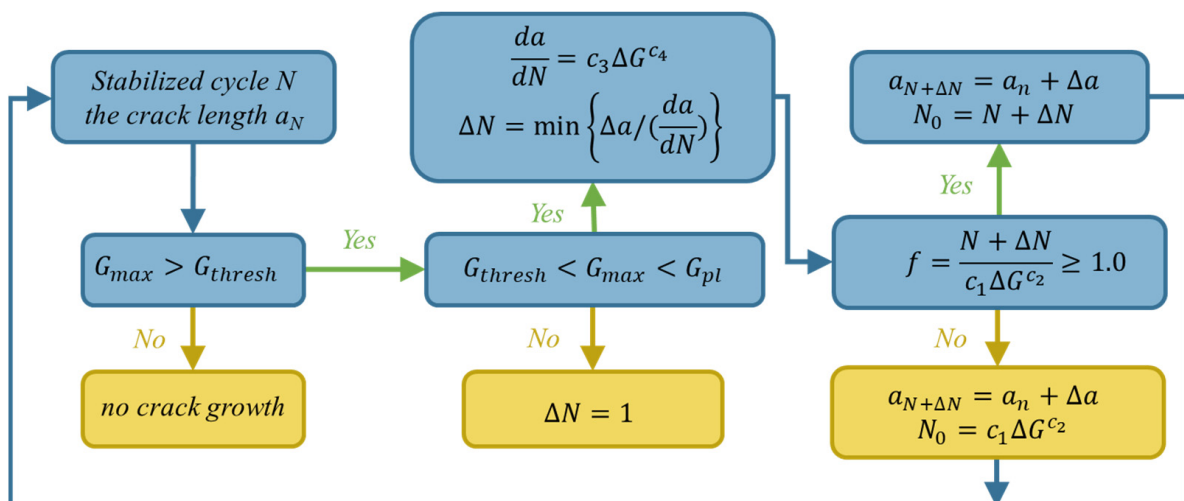 Stabilized cycle N
the crack length a_N
G_max > G_thresh
Yes
No
no crack growth
da/dN = c_3 ΔG^{c_4}
ΔN = min {Δa/(da/dN)}
Yes
G_thresh < G_max < G_pl
No
ΔN = 1
a_{N+ΔN} = a_n + Δa
N_0 = N + ΔN
Yes
f = (N + ΔN)/(c_1 ΔG^{c_2}) ≥ 1.0
No
a_{N+ΔN} = a_n + Δa
N_0 = c_1 ΔG^{c_2}